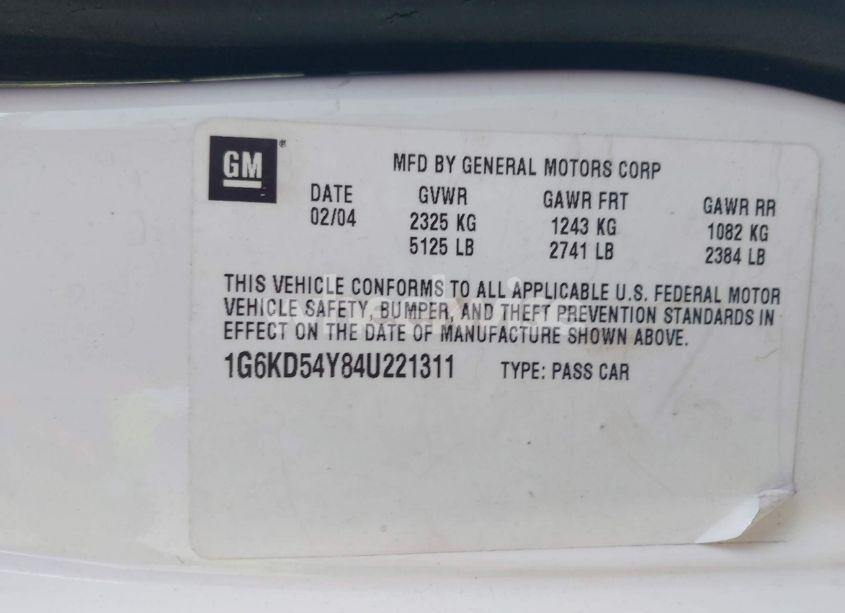 GM ®
MFD BY GENERAL MOTORS CORP
DATE GVWR GAWR FRT GAWR RR
02/04 2325 KG 1243 KG 1082 KG
5125 LB 2741 LB 2384 LB
THIS VEHICLE CONFORMS TO ALL APPLICABLE U.S. FEDERAL MOTOR
VEHICLE SAFETY, BUMPER, AND THEFT PREVENTION STANDARDS IN
EFFECT ON THE DATE OF MANUFACTURE SHOWN ABOVE.
1G6KD54Y84U221311 TYPE: PASS CAR